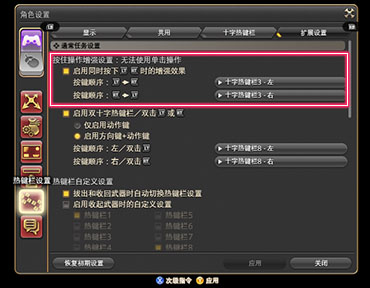 角色设置
显示
共用
十字热键栏
扩展设置
通常任务设置
按住操作增强设置：无法使用单击操作
启用同时按下 LT RT 时的增强效果
按键顺序：LT RT
十字热键栏3 - 左
按键顺序：RT LT
十字热键栏3 - 右
启用双十字热键栏／双击 LT 或 RT
仅启用动作键
启用方向键+动作键
按键顺序：左／双击 LT
十字热键栏8 - 左
按键顺序：右／双击 RT
十字热键栏8 - 右
热键栏设置
热键栏自定义设置
拔出和收回武器时自动切换热键栏设置
启用收起武器时的自定义设置
热键栏1
热键栏5
热键栏2
热键栏6
热键栏3
热键栏7
热键栏4
热键栏8
恢复初期设置
应用
关闭
X 次级指令 Y 应用